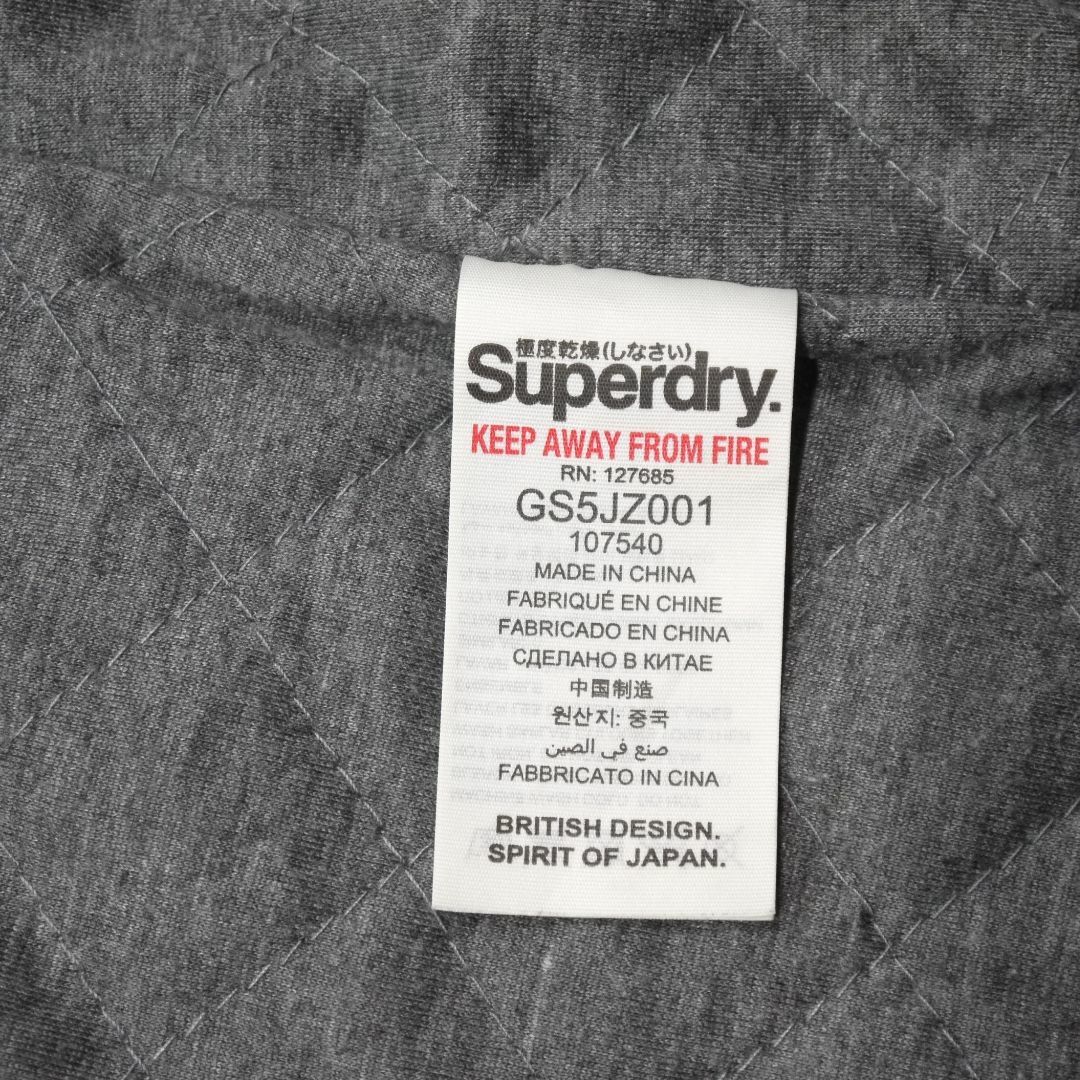 極度乾燥(しなさい)
Superdry.
KEEP AWAY FROM FIRE
RN: 127685
GS5JZ001
107540
MADE IN CHINA
FABRIQUÉ EN CHINE
FABRICADO EN CHINA
СДЕЛАНО В КИТАЕ
中国制造
원산지: 중국
صنع في الصين
FABBRICATO IN CINA
BRITISH DESIGN.
SPIRIT OF JAPAN.